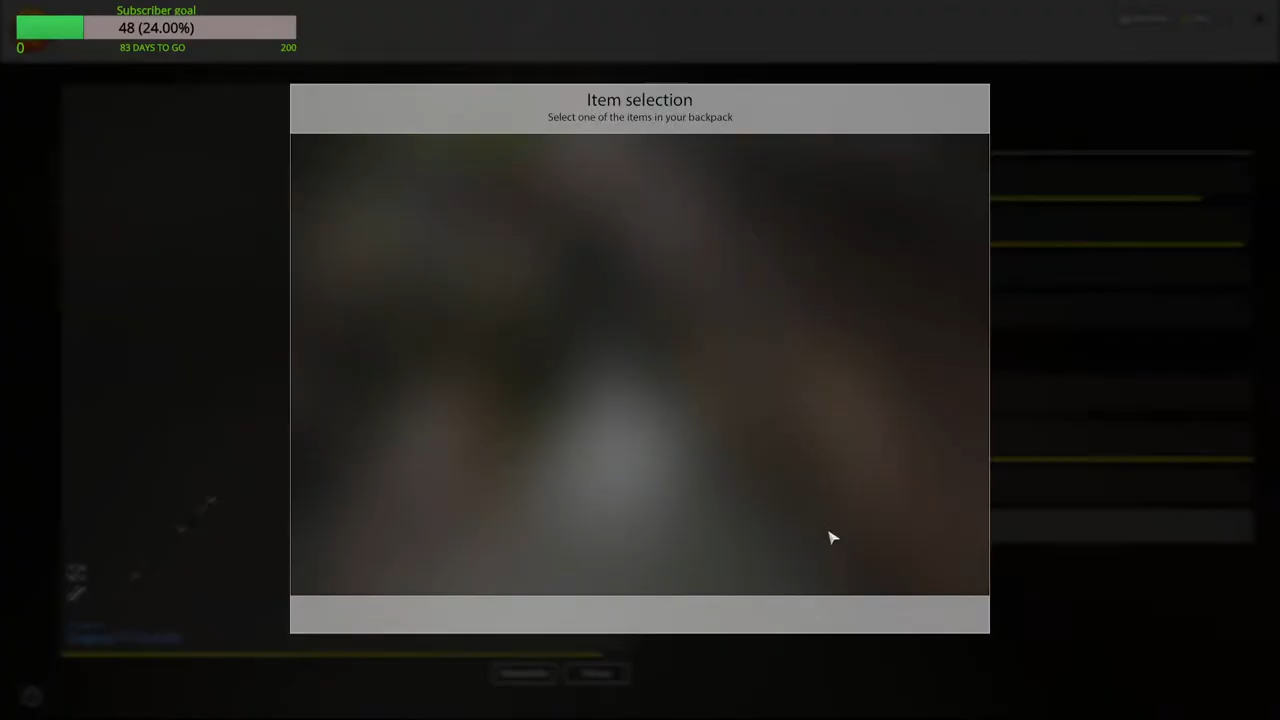 Subscriber goal
48 (24.00%)
0
83 DAYS TO GO
200
Item selection
Select one of the items in your backpack